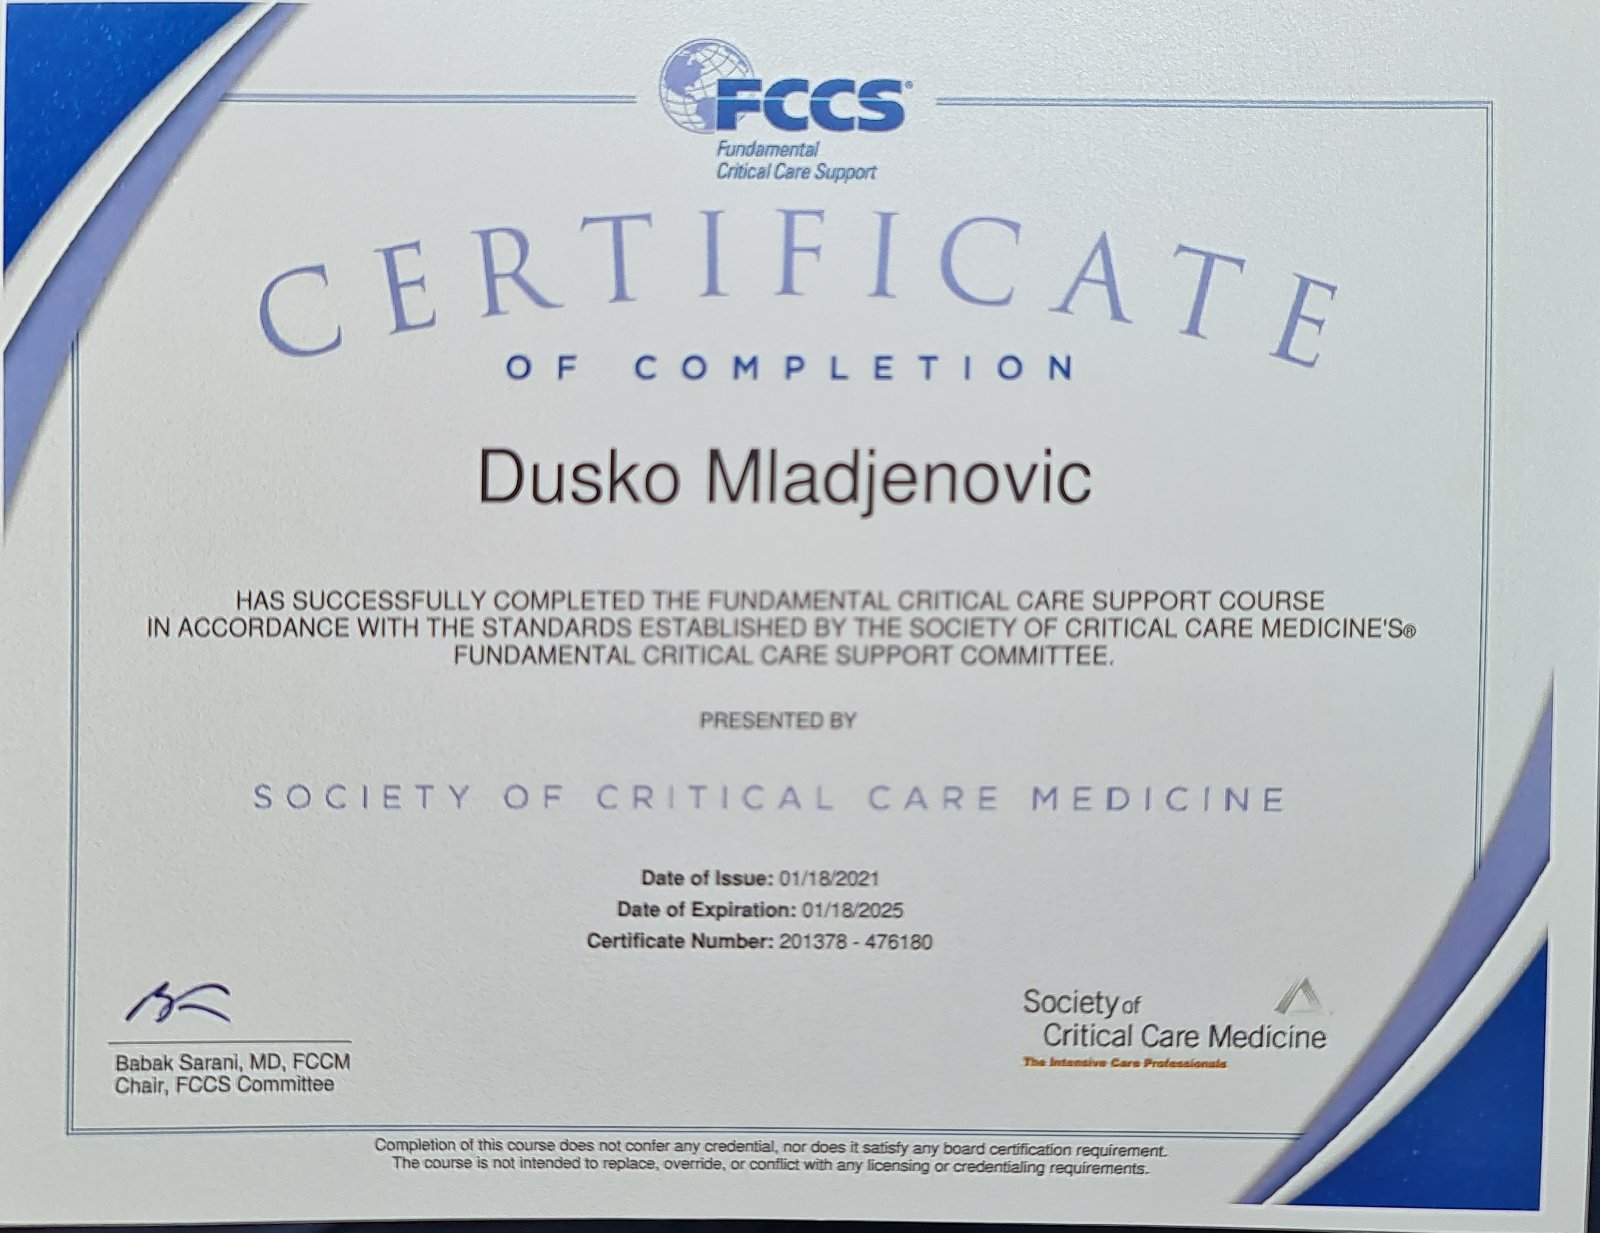 FCCS®
Fundamental
Critical Care Support
CERTIFICATE
OF COMPLETION
Dusko Mladjenovic
HAS SUCCESSFULLY COMPLETED THE FUNDAMENTAL CRITICAL CARE SUPPORT COURSE
IN ACCORDANCE WITH THE STANDARDS ESTABLISHED BY THE SOCIETY OF CRITICAL CARE MEDICINE'S®
FUNDAMENTAL CRITICAL CARE SUPPORT COMMITTEE.
PRESENTED BY
SOCIETY OF CRITICAL CARE MEDICINE
Date of Issue: 01/18/2021
Date of Expiration: 01/18/2025
Certificate Number: 201378 - 476180
Babak Sarani, MD, FCCM
Chair, FCCS Committee
Society of
Critical Care Medicine
The Intensive Care Professionals
Completion of this course does not confer any credential, nor does it satisfy any board certification requirement.
The course is not intended to replace, override, or conflict with any licensing or credentialing requirements.